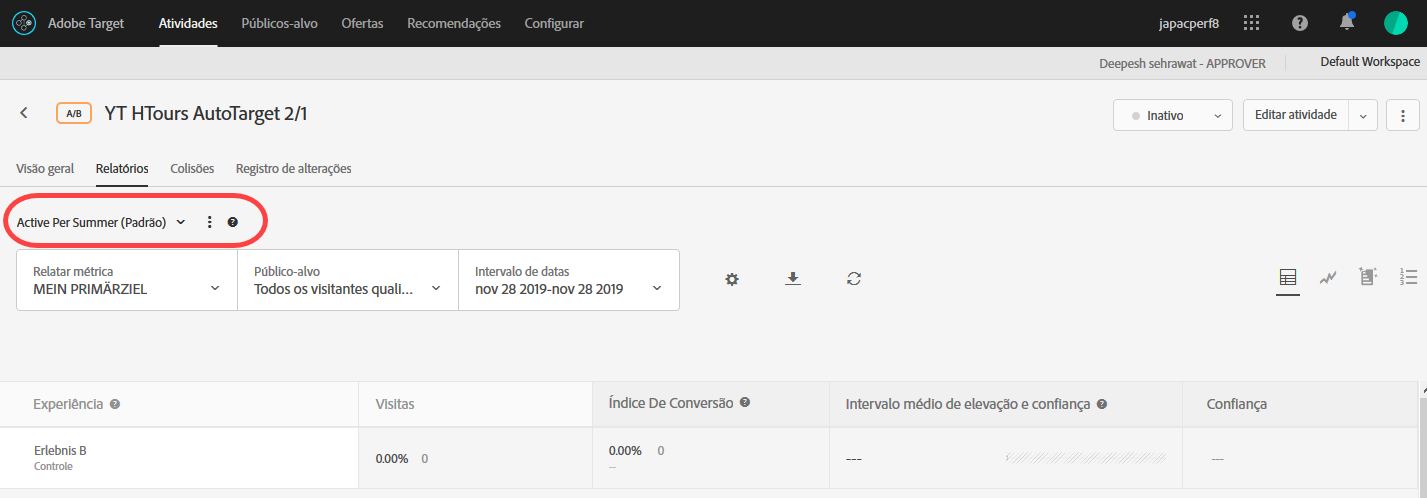 Adobe Target Atividades Públicos-alvo Ofertas Recomendações Configurar japacperf8
Deepesh sehrawat - APPROVER Default Workspace
A/B YT HTours AutoTarget 2/1 Inativo Editar atividade
Visão geral Relatórios Colisões Registro de alterações
Active Per Summer (Padrão)
Relatar métrica Público-alvo Intervalo de datas
MEIN PRIMÄRZIEL Todos os visitantes quali... nov 28 2019-nov 28 2019
Experiência Visitas Índice De Conversão Intervalo médio de elevação e confiança Confiança
Erlebnis B 0.00% 0 0.00% 0 --- ---
Controle --